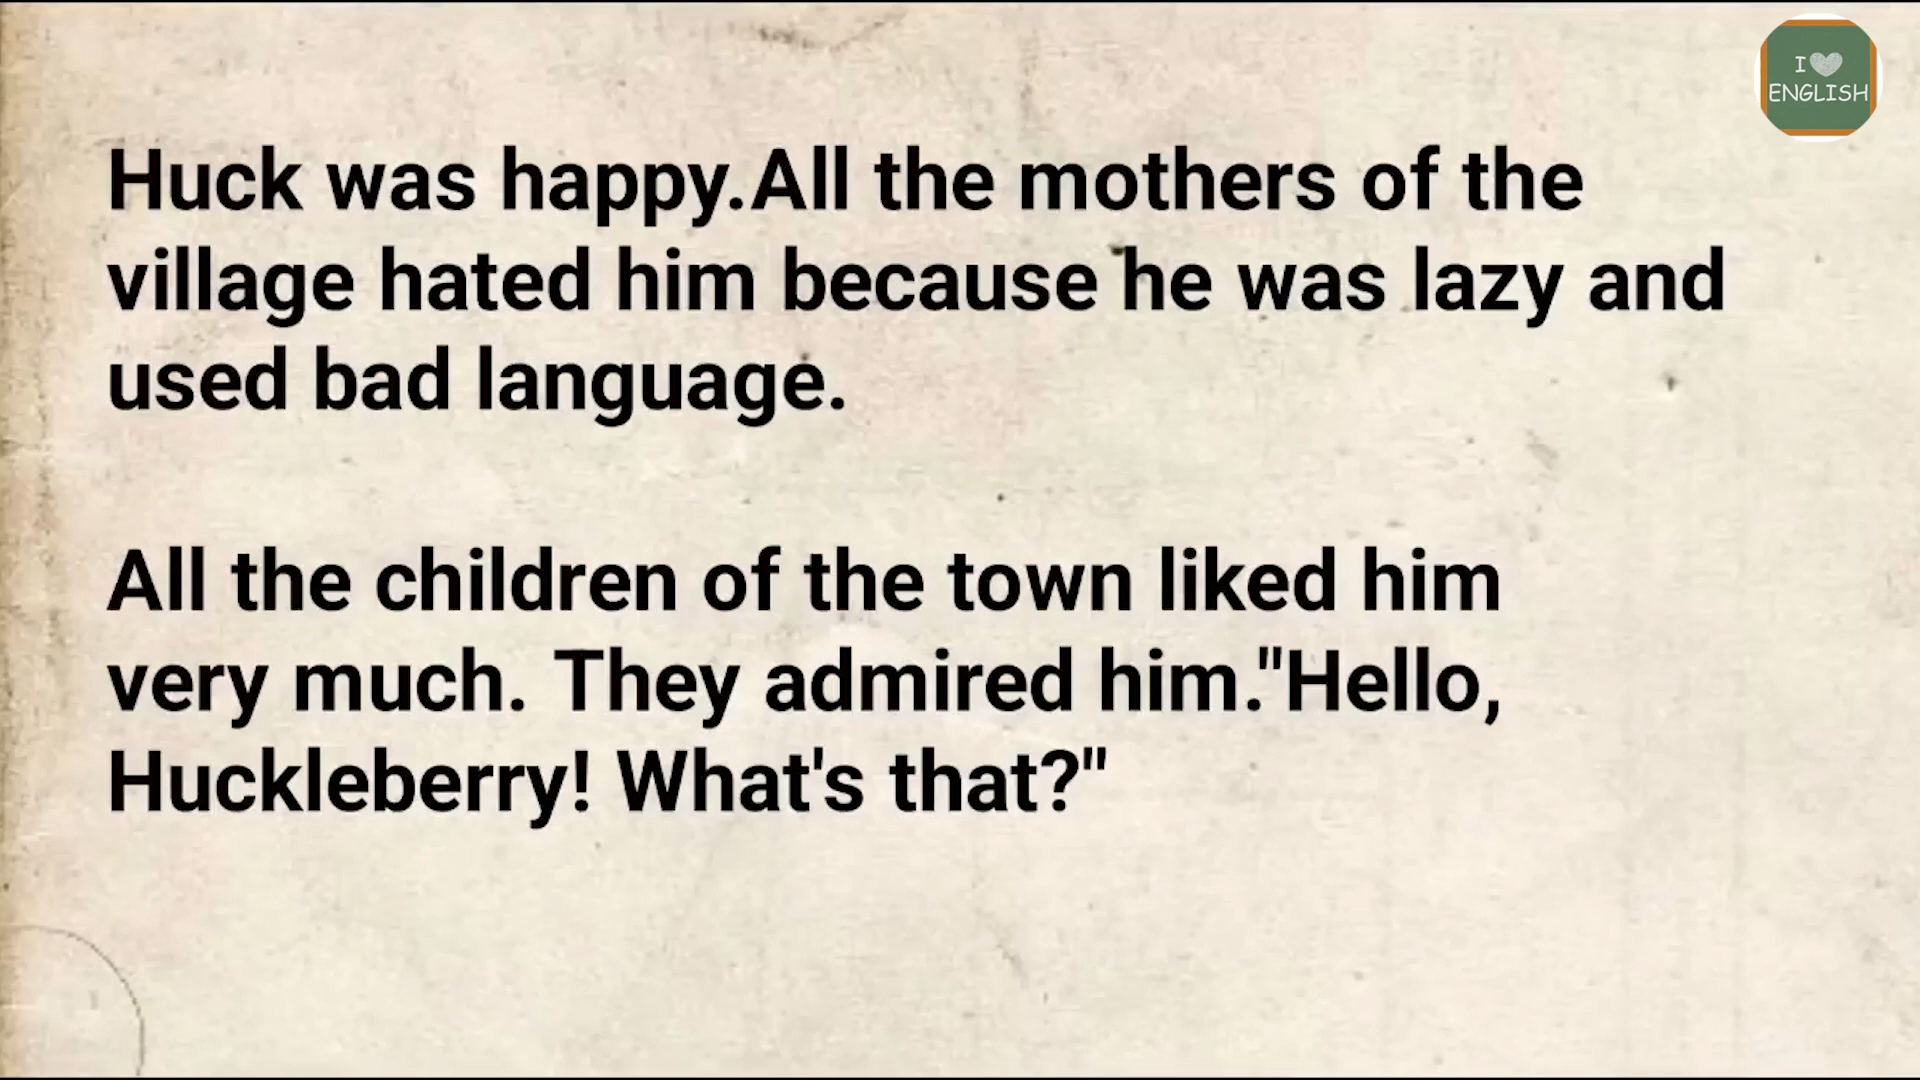 I
ENGLISH
Huck was happy.All the mothers of the
village hated him because he was lazy and
used bad language.
All the children of the town liked him
very much. They admired him."Hello,
Huckleberry! What's that?"